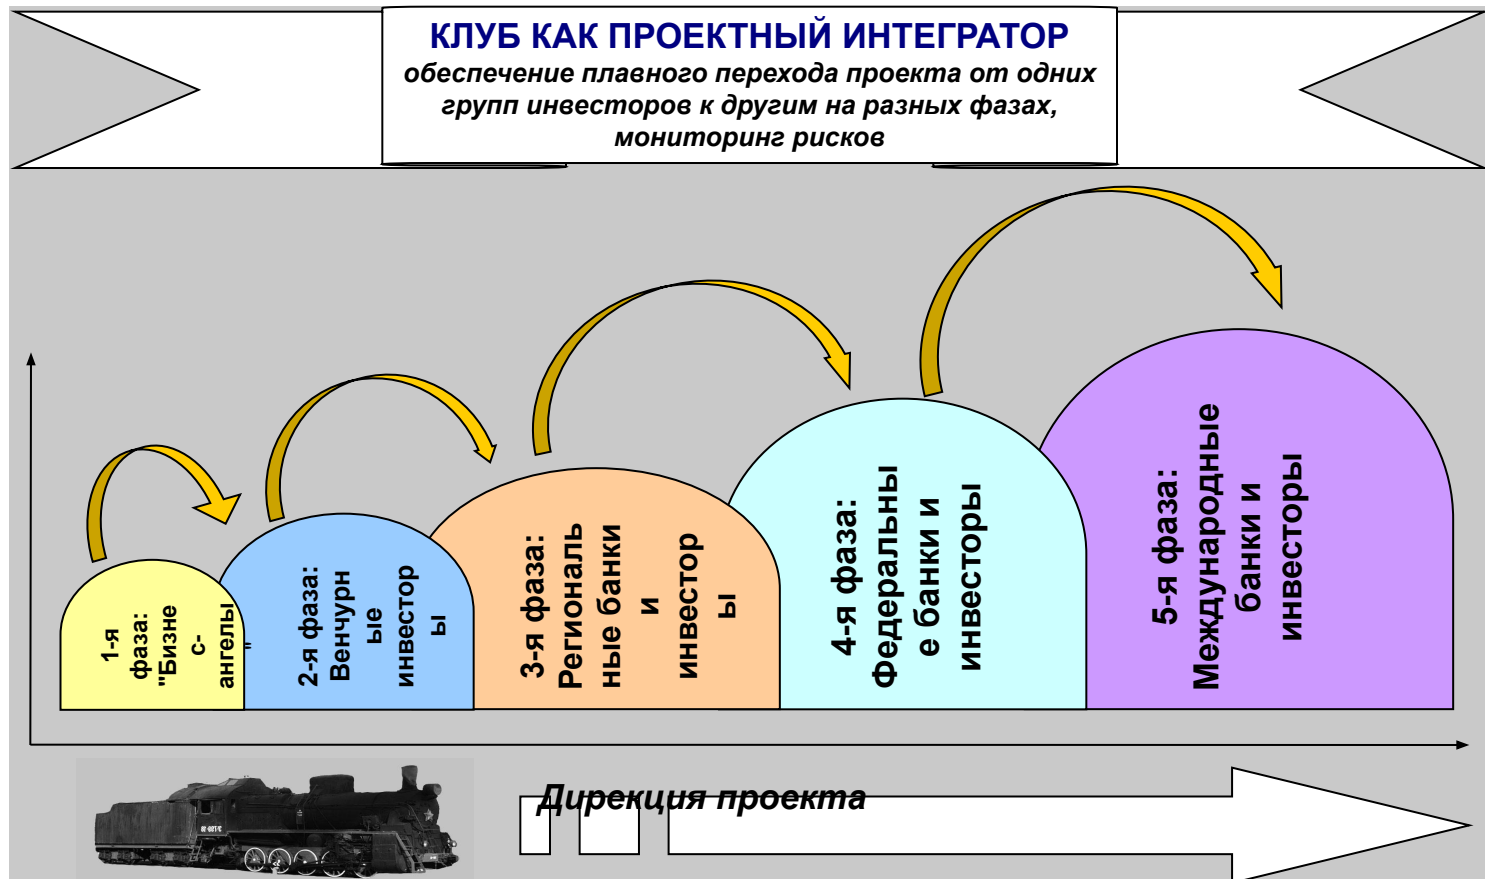 КЛУБ КАК ПРОЕКТНЫЙ ИНТЕГРАТОР
обеспечение плавного перехода проекта от одних
групп инвесторов к другим на разных фазах,
мониторинг рисков
1-я
фаза:
"Бизне
с-
ангелы
"
2-я фаза:
Венчурн
ые
инвестор
ы
3-я фаза:
Региональ
ные банки
и
инвестор
ы
4-я фаза:
Федеральны
е банки и
инвесторы
5-я фаза:
Международные
банки и
инвесторы
Дирекция проекта